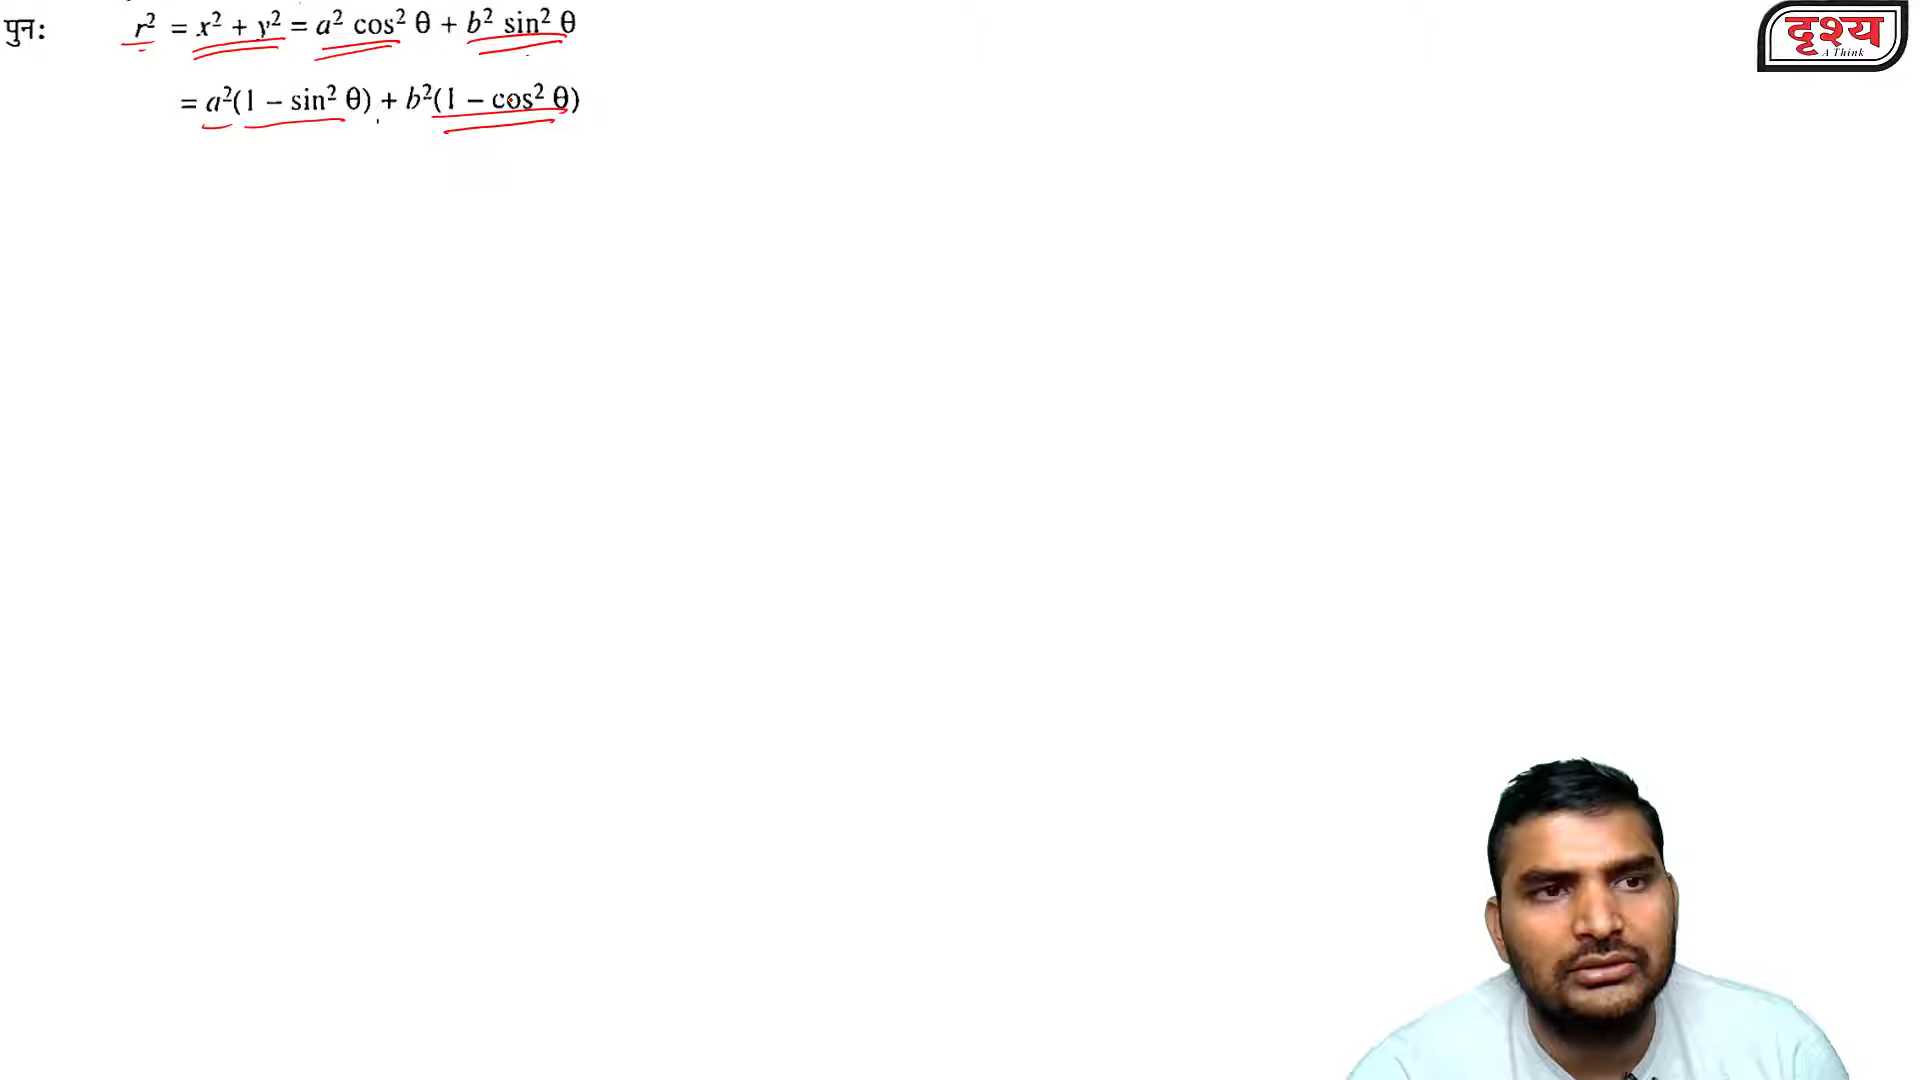 पुनः r² = x² + y² = a² cos² θ + b² sin² θ
= a²(1 − sin² θ) + b²(1 − cos² θ)
दृश्य
A Think